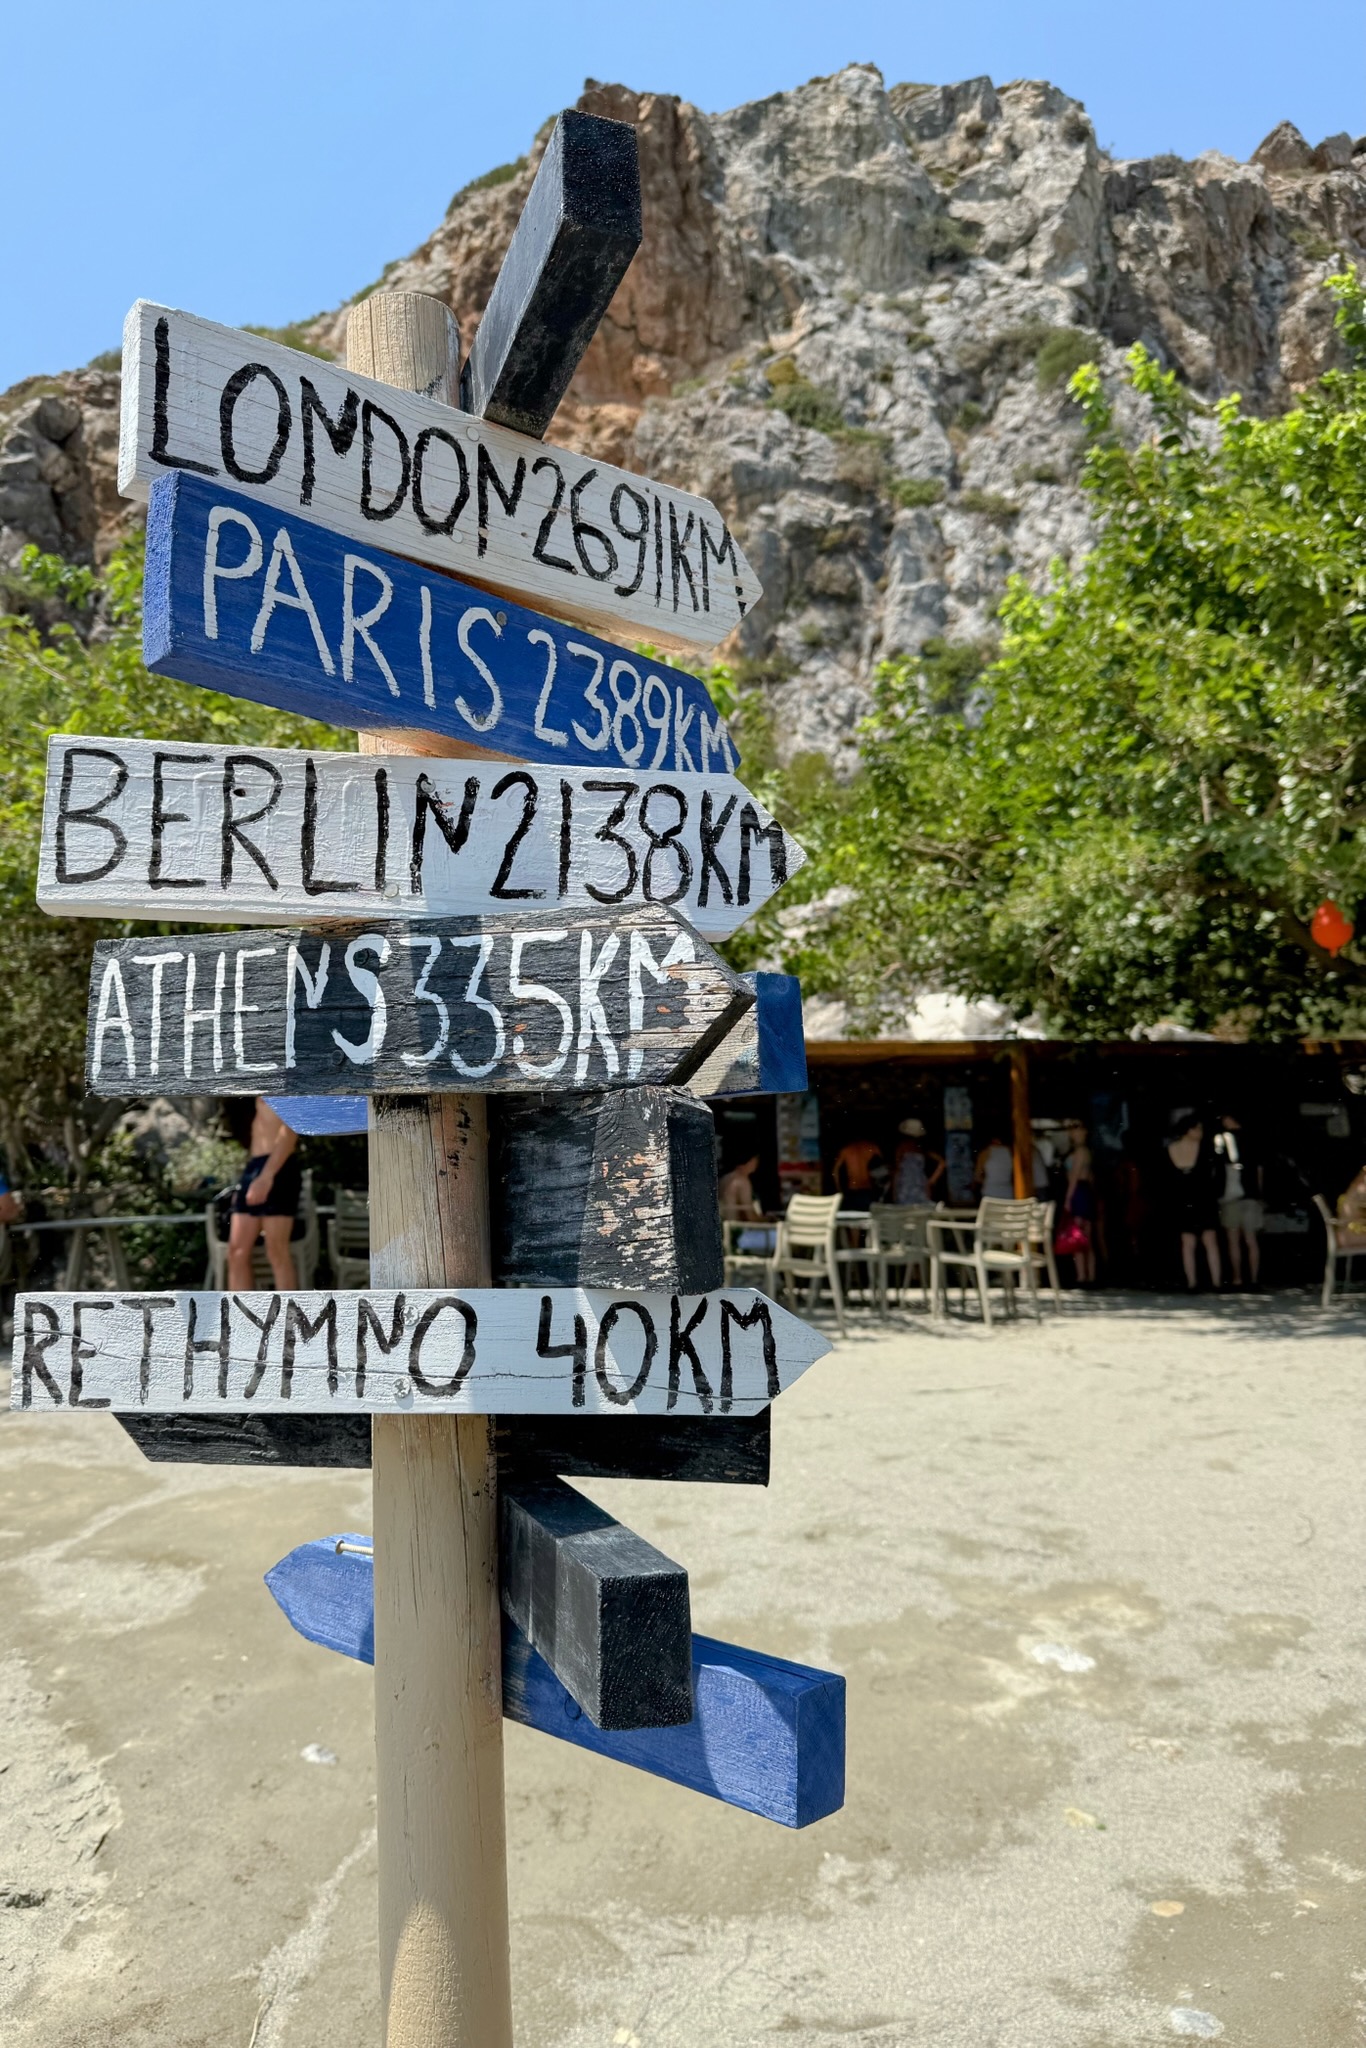 LONDON 2691KM
PARIS 2389KM
BERLIN 2138KM
ATHENS 335KM
RETHYMNO 40KM